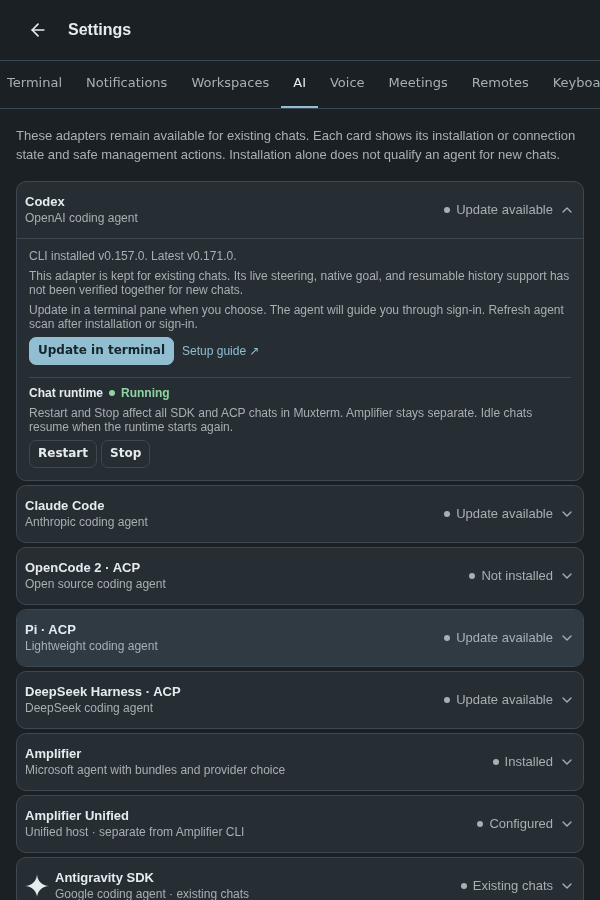 Settings
Terminal Notifications Workspaces AI Voice Meetings Remotes Keyboa
These adapters remain available for existing chats. Each card shows its installation or connection
state and safe management actions. Installation alone does not qualify an agent for new chats.
Codex
OpenAI coding agent
Update available
CLI installed v0.157.0. Latest v0.171.0.
This adapter is kept for existing chats. Its live steering, native goal, and resumable history support has
not been verified together for new chats.
Update in a terminal pane when you choose. The agent will guide you through sign-in. Refresh agent
scan after installation or sign-in.
Update in terminal Setup guide ↗
Chat runtime ● Running
Restart and Stop affect all SDK and ACP chats in Muxterm. Amplifier stays separate. Idle chats
resume when the runtime starts again.
Restart Stop
Claude Code
Anthropic coding agent
Update available
OpenCode 2 · ACP
Open source coding agent
Not installed
Pi · ACP
Lightweight coding agent
Update available
DeepSeek Harness · ACP
DeepSeek coding agent
Update available
Amplifier
Microsoft agent with bundles and provider choice
Installed
Amplifier Unified
Unified host · separate from Amplifier CLI
Configured
Antigravity SDK
Google coding agent · existing chats
Existing chats